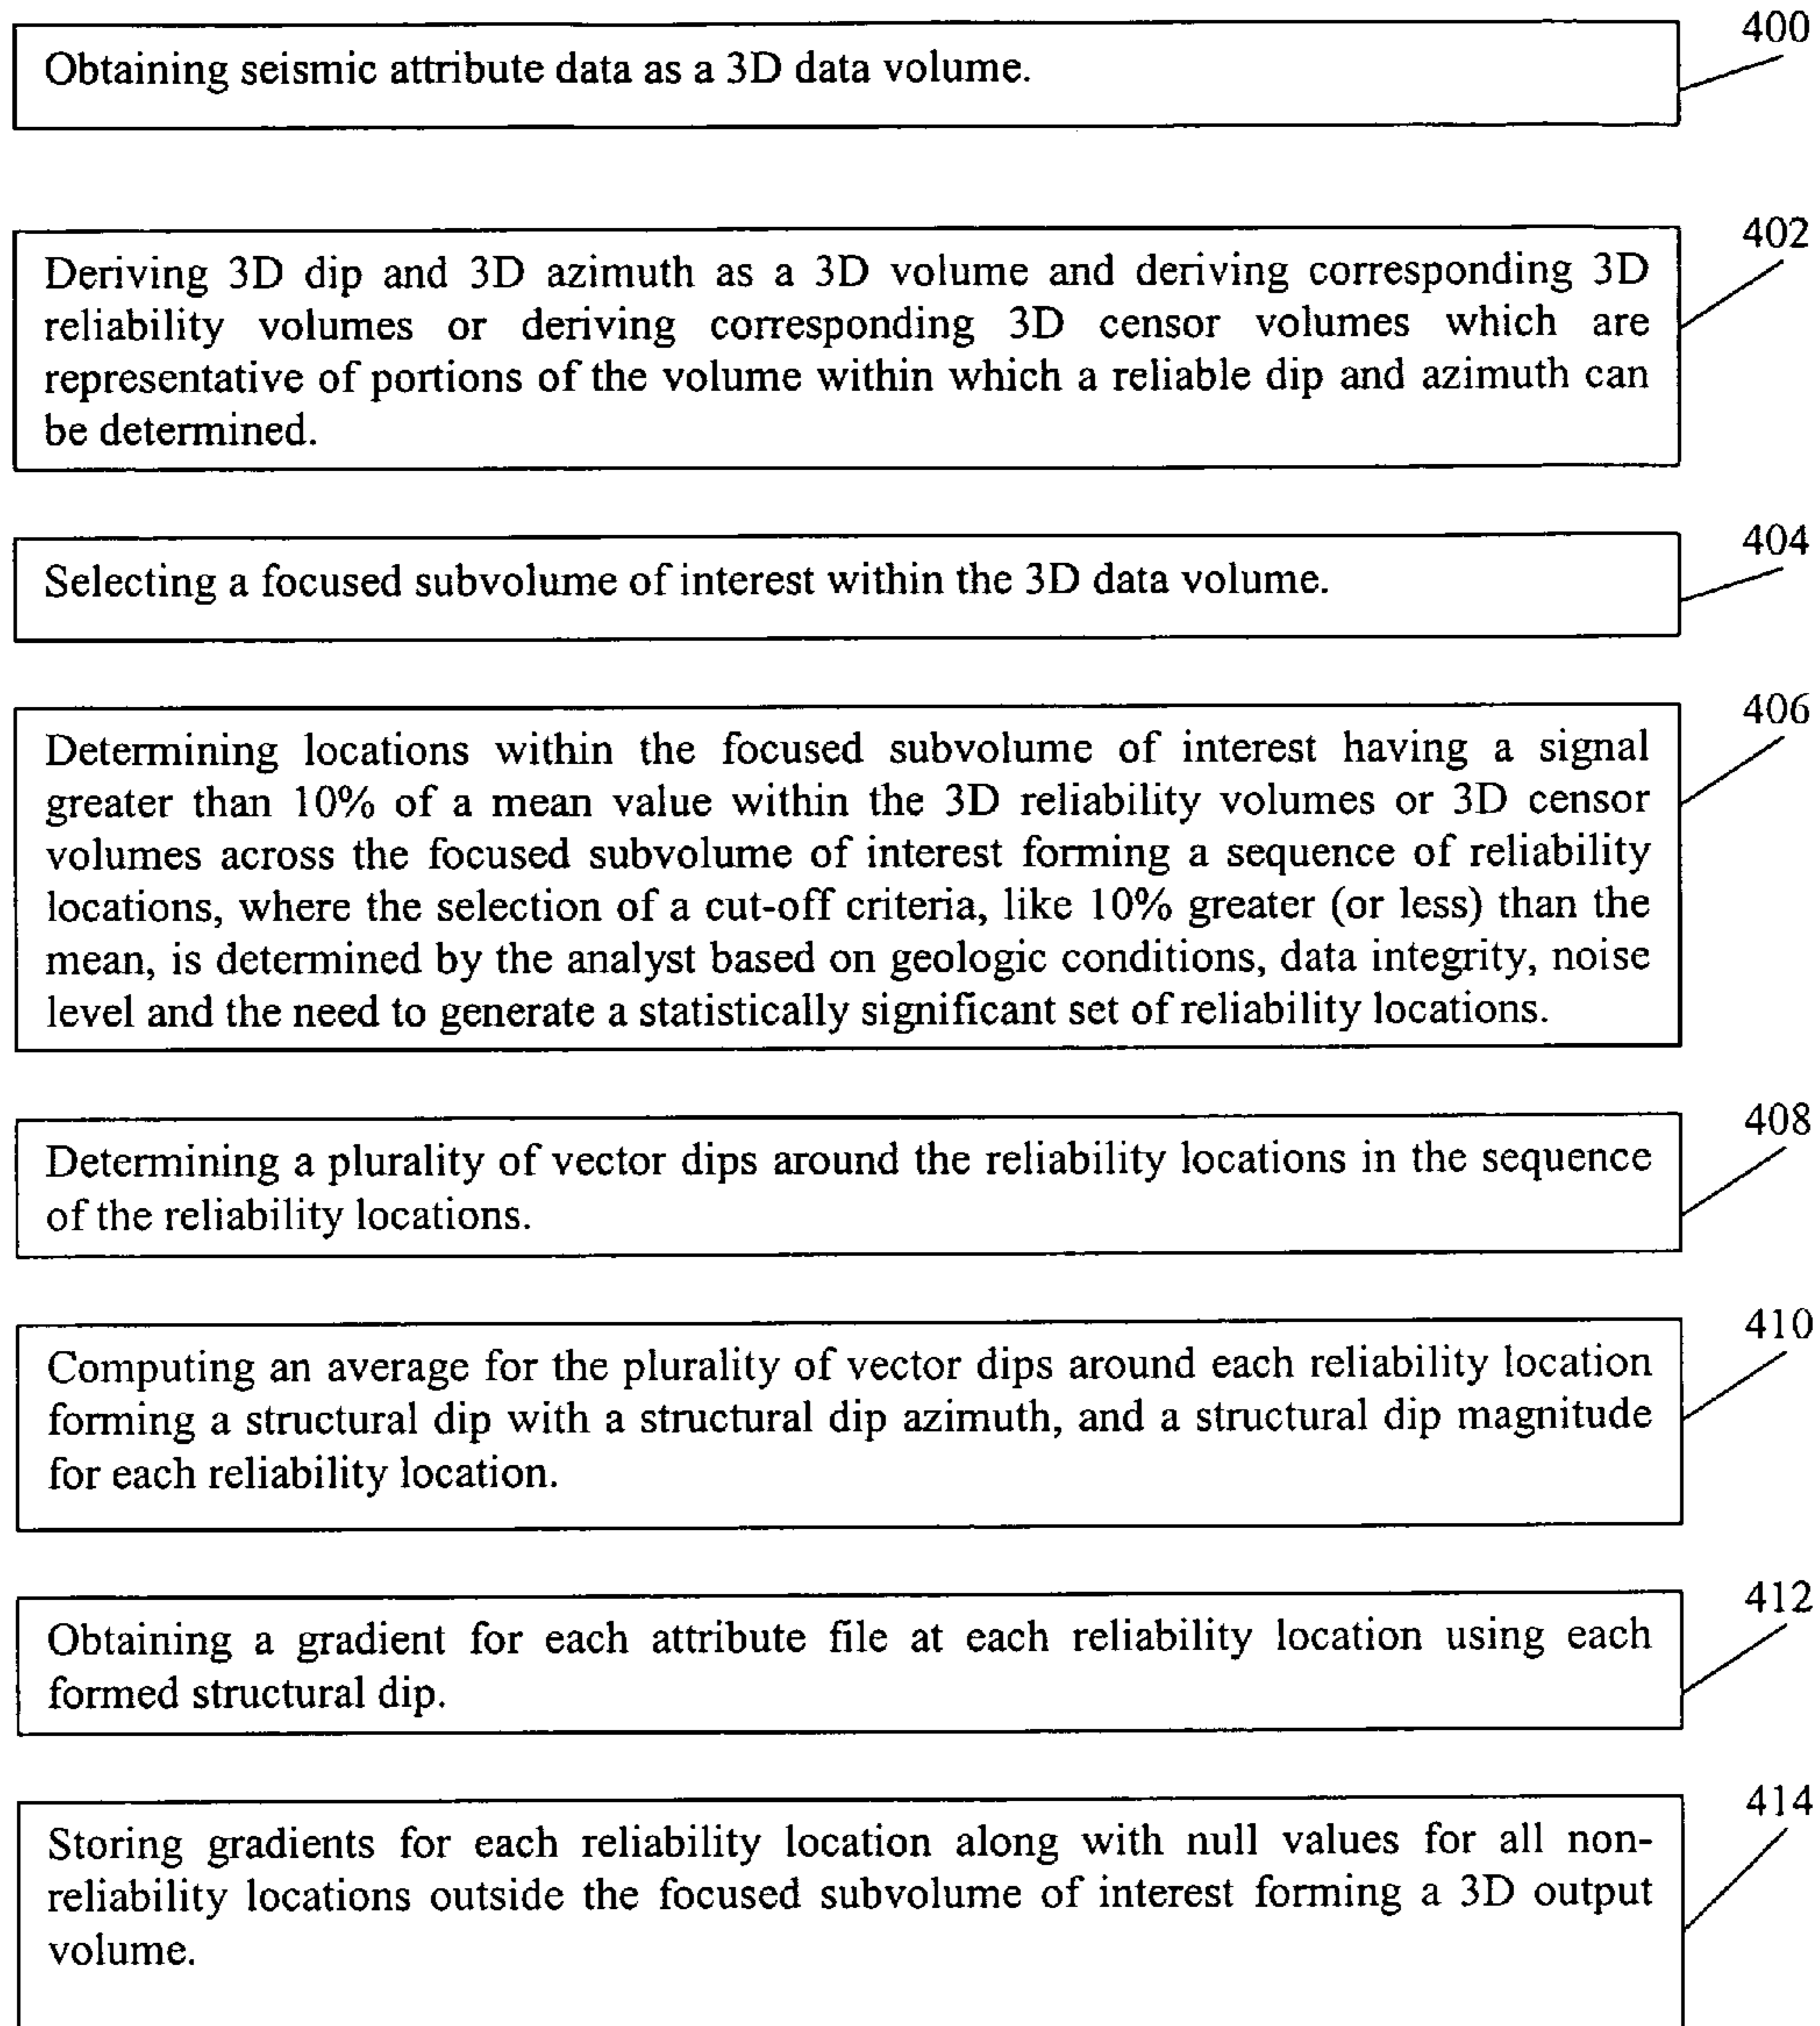 400
Obtaining seismic attribute data as a 3D data volume.
402
Deriving 3D dip and 3D azimuth as a 3D volume and deriving corresponding 3D
reliability volumes or deriving corresponding 3D censor volumes which are
representative of portions of the volume within which a reliable dip and azimuth can
be determined.
404
Selecting a focused subvolume of interest within the 3D data volume.
406
Determining locations within the focused subvolume of interest having a signal
greater than 10% of a mean value within the 3D reliability volumes or 3D censor
volumes across the focused subvolume of interest forming a sequence of reliability
locations, where the selection of a cut-off criteria, like 10% greater (or less) than the
mean, is determined by the analyst based on geologic conditions, data integrity, noise
level and the need to generate a statistically significant set of reliability locations.
408
Determining a plurality of vector dips around the reliability locations in the sequence
of the reliability locations.
410
Computing an average for the plurality of vector dips around each reliability location
forming a structural dip with a structural dip azimuth, and a structural dip magnitude
for each reliability location.
412
Obtaining a gradient for each attribute file at each reliability location using each
formed structural dip.
414
Storing gradients for each reliability location along with null values for all non-
reliability locations outside the focused subvolume of interest forming a 3D output
volume.